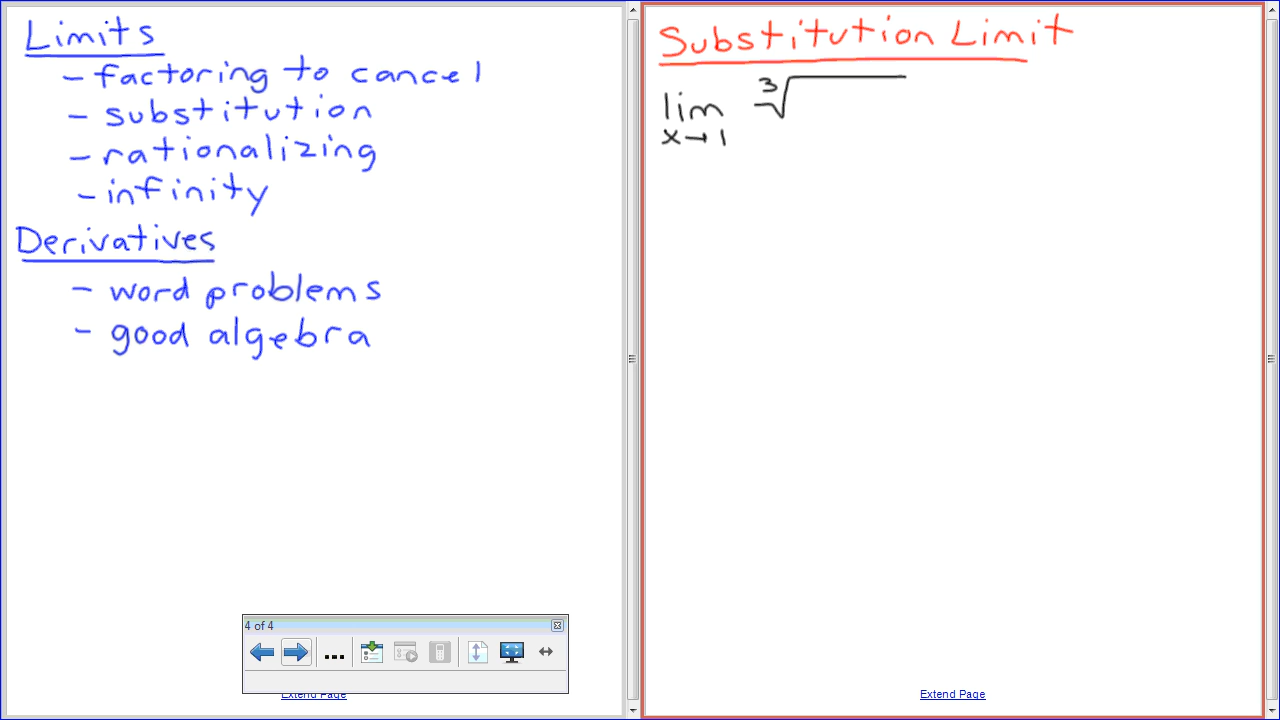 Limits
- factoring to cancel
- substitution
- rationalizing
- infinity
Derivatives
- word problems
- good algebra
4 of 4
...
Extend Page
Substitution Limit
lim ∛
x→1
Extend Page